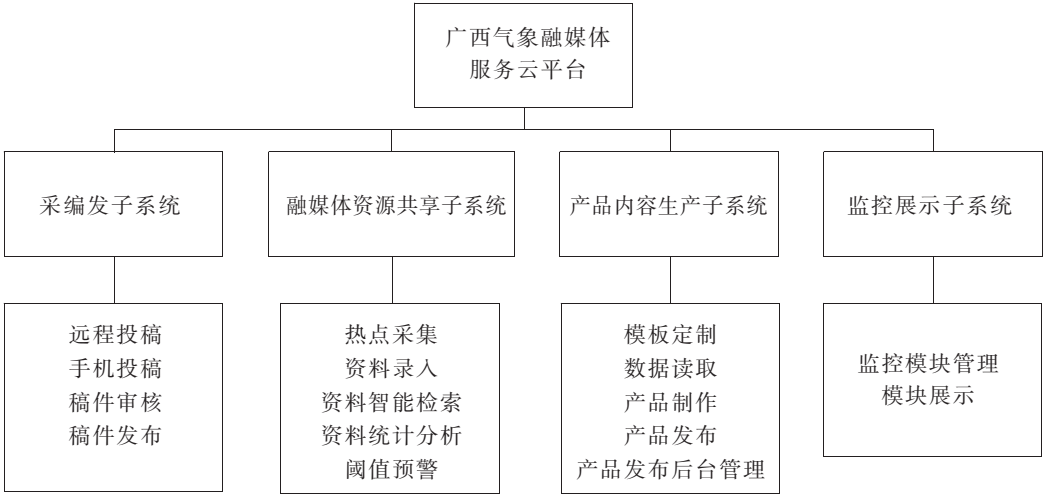 广西气象融媒体
服务云平台
采编发子系统
融媒体资源共享子系统
产品内容生产子系统
监控展示子系统
远程投稿
手机投稿
稿件审核
稿件发布
热点采集
资料录入
资料智能检索
资料统计分析
阈值预警
模板定制
数据读取
产品制作
产品发布
产品发布后台管理
监控模块管理
模块展示